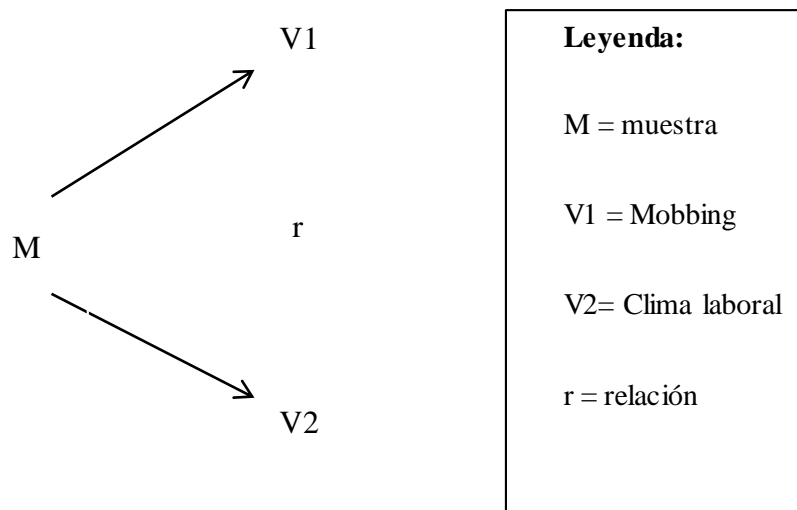 V1
M
r
V2
Leyenda:
M = muestra
V1 = Mobbing
V2= Clima laboral
r = relación